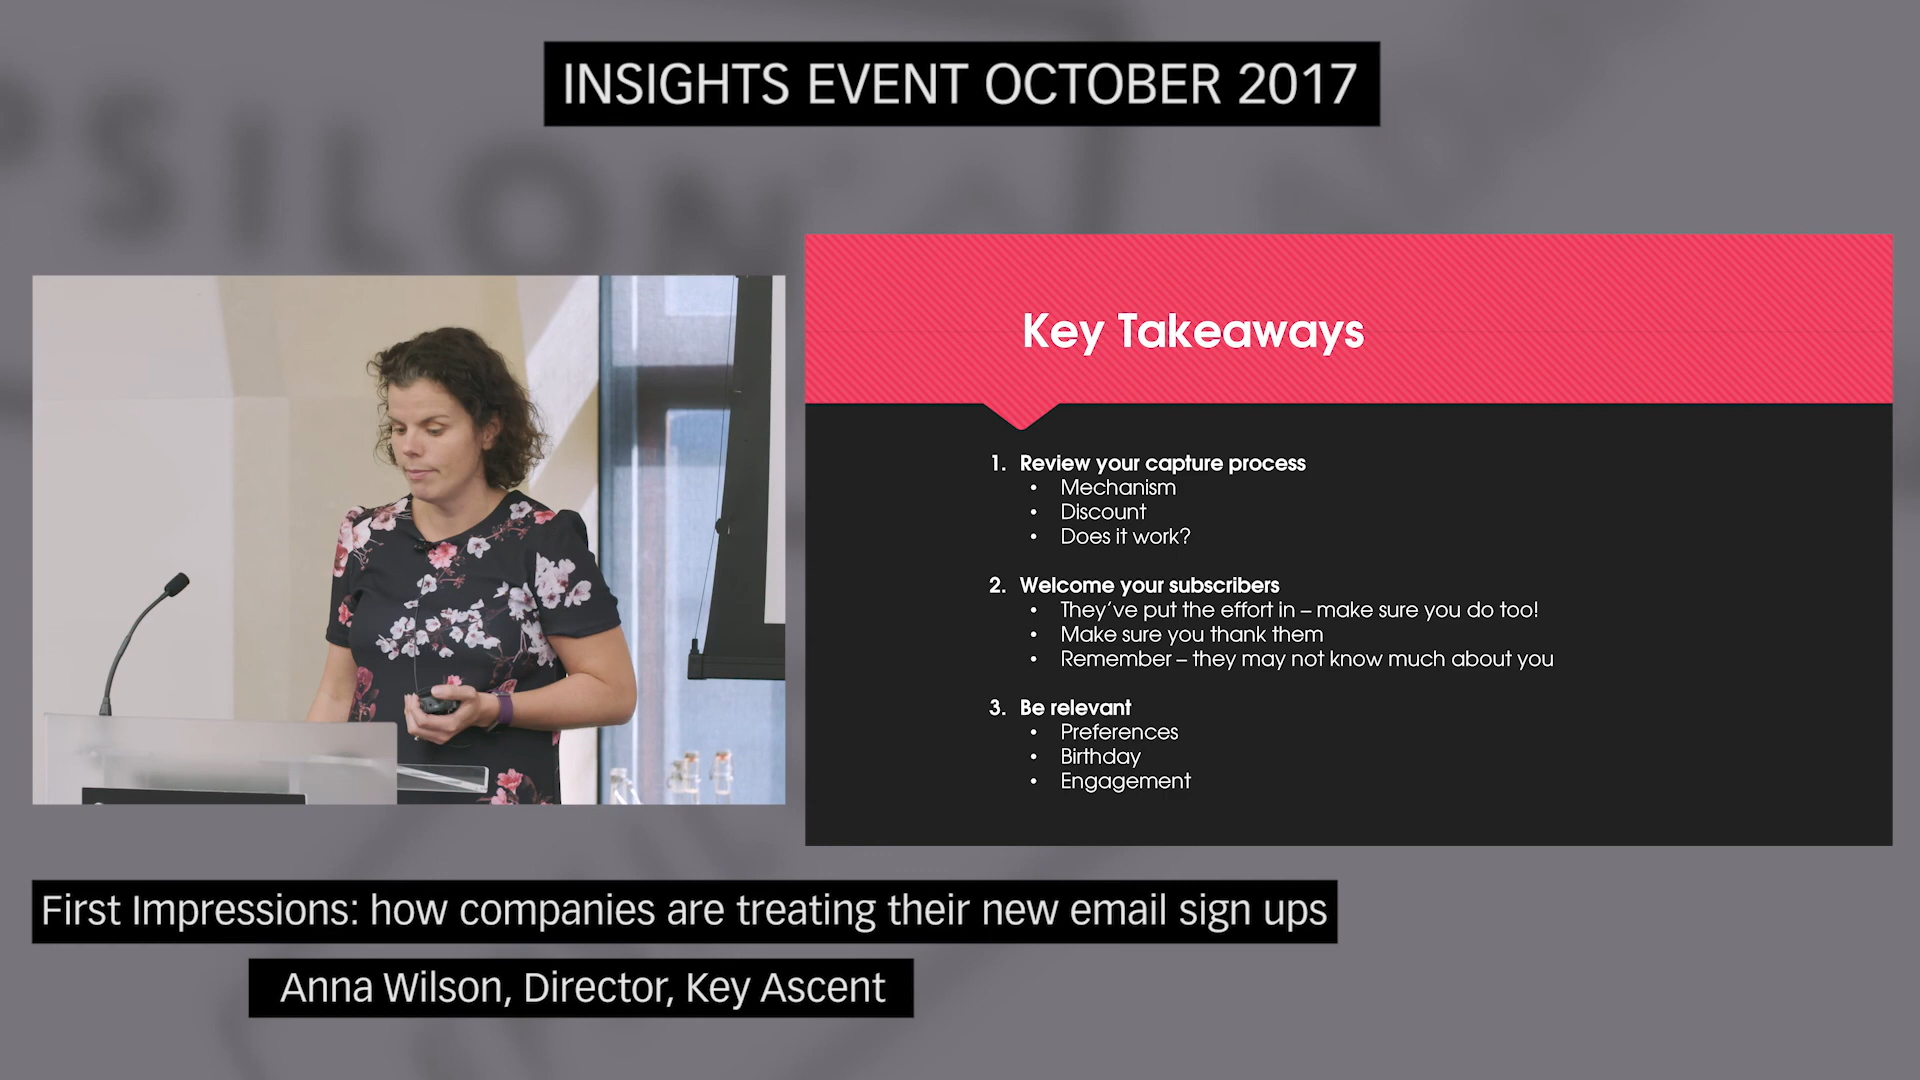 INSIGHTS EVENT OCTOBER 2017
PSILON
Key Takeaways
1. Review your capture process
• Mechanism
• Discount
• Does it work?
2. Welcome your subscribers
• They've put the effort in – make sure you do too!
• Make sure you thank them
• Remember – they may not know much about you
3. Be relevant
• Preferences
• Birthday
• Engagement
First Impressions: how companies are treating their new email sign ups
Anna Wilson, Director, Key Ascent